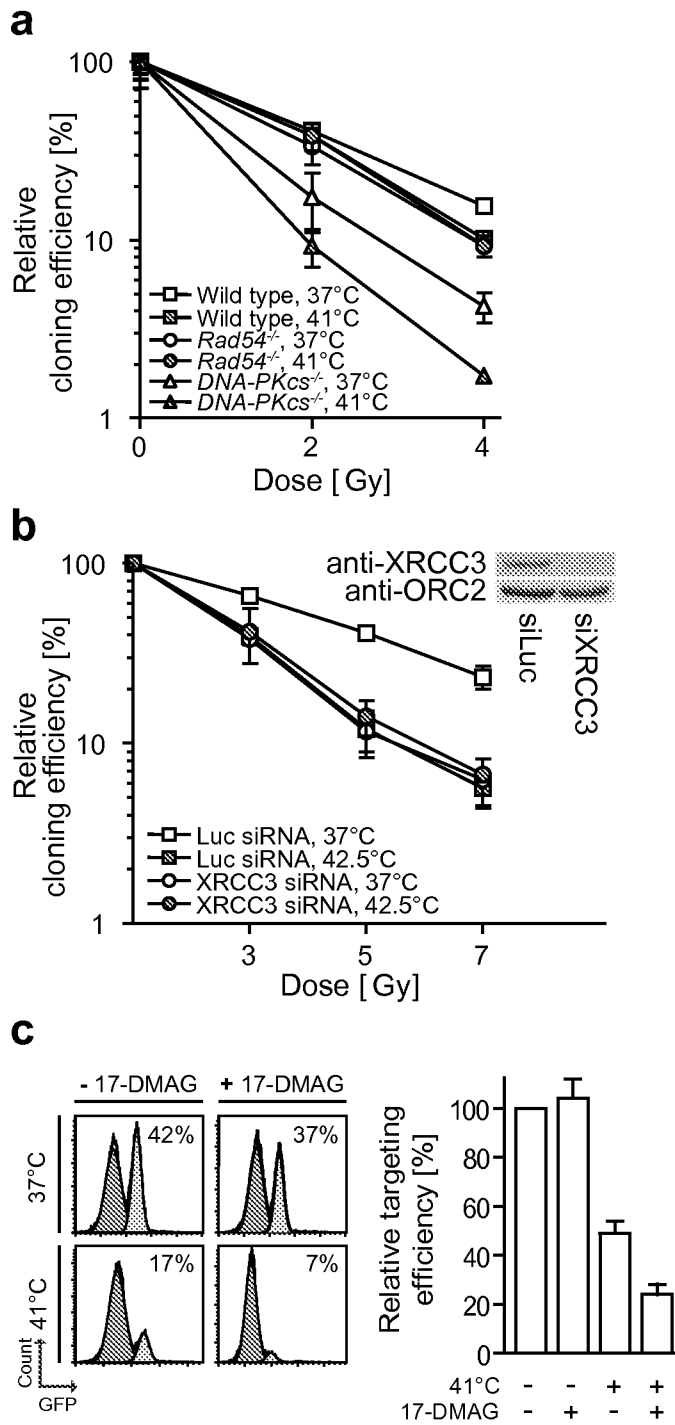 a
100
10
1
Relative
cloning efficiency [%]
Wild type, 37°C
Wild type, 41°C
Rad54-/-, 37°C
Rad54-/-, 41°C
DNA-PKcs-/-, 37°C
DNA-PKcs-/-, 41°C
0 2 4
Dose [Gy]
b
100
10
1
Relative
cloning efficiency [%]
anti-XRCC3
anti-ORC2
siLuc
siXRCC3
Luc siRNA, 37°C
Luc siRNA, 42.5°C
XRCC3 siRNA, 37°C
XRCC3 siRNA, 42.5°C
3 5 7
Dose [Gy]
c
- 17-DMAG + 17-DMAG
37°C
42% 37%
41°C
17% 7%
Count
GFP
Relative targeting
efficiency [%]
100
80
60
40
20
0
41°C - - + +
17-DMAG - + - +